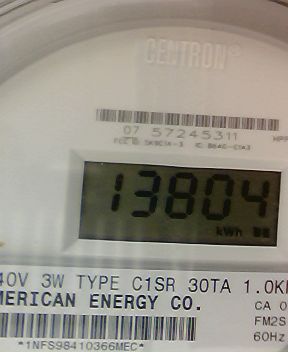 CENTRON®
07 57245311
13804
kWh
40V 3W TYPE C1SR 30TA 1.0K
MERICAN ENERGY CO.
CA 0
FM2S
60Hz
*1NFS98410366MEC*